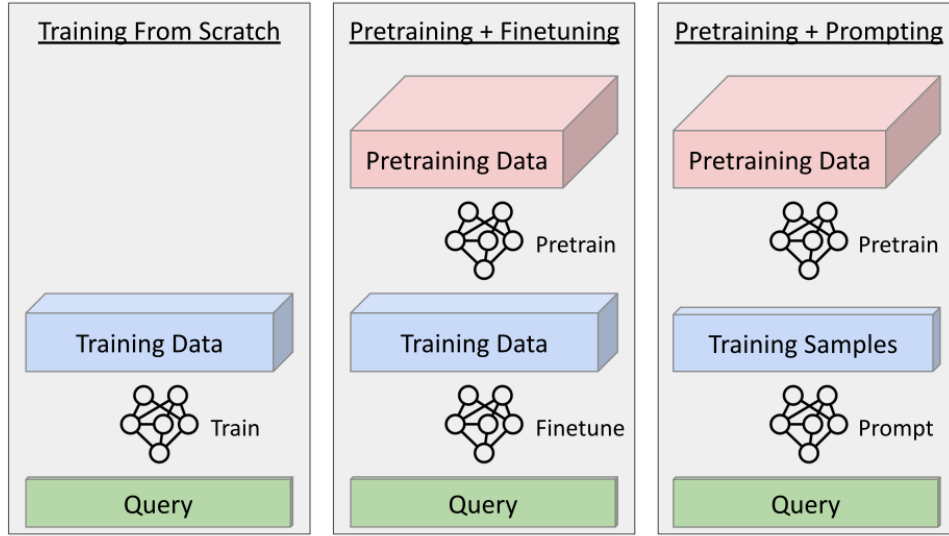 Training From Scratch
Training Data
Train
Query
Pretraining + Finetuning
Pretraining Data
Pretrain
Training Data
Finetune
Query
Pretraining + Prompting
Pretraining Data
Pretrain
Training Samples
Prompt
Query